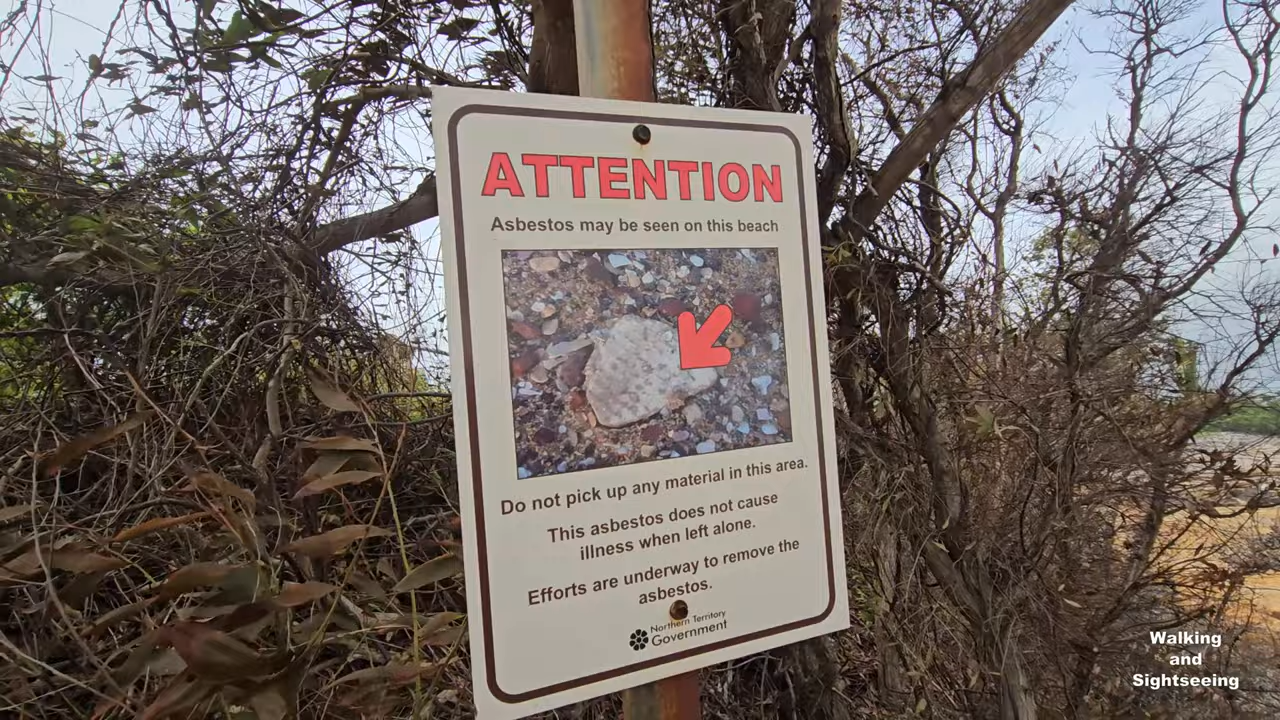 ATTENTION
Asbestos may be seen on this beach
Do not pick up any material in this area.
This asbestos does not cause
illness when left alone.
Efforts are underway to remove the
asbestos.
Northern Territory
Government
Walking
and
Sightseeing